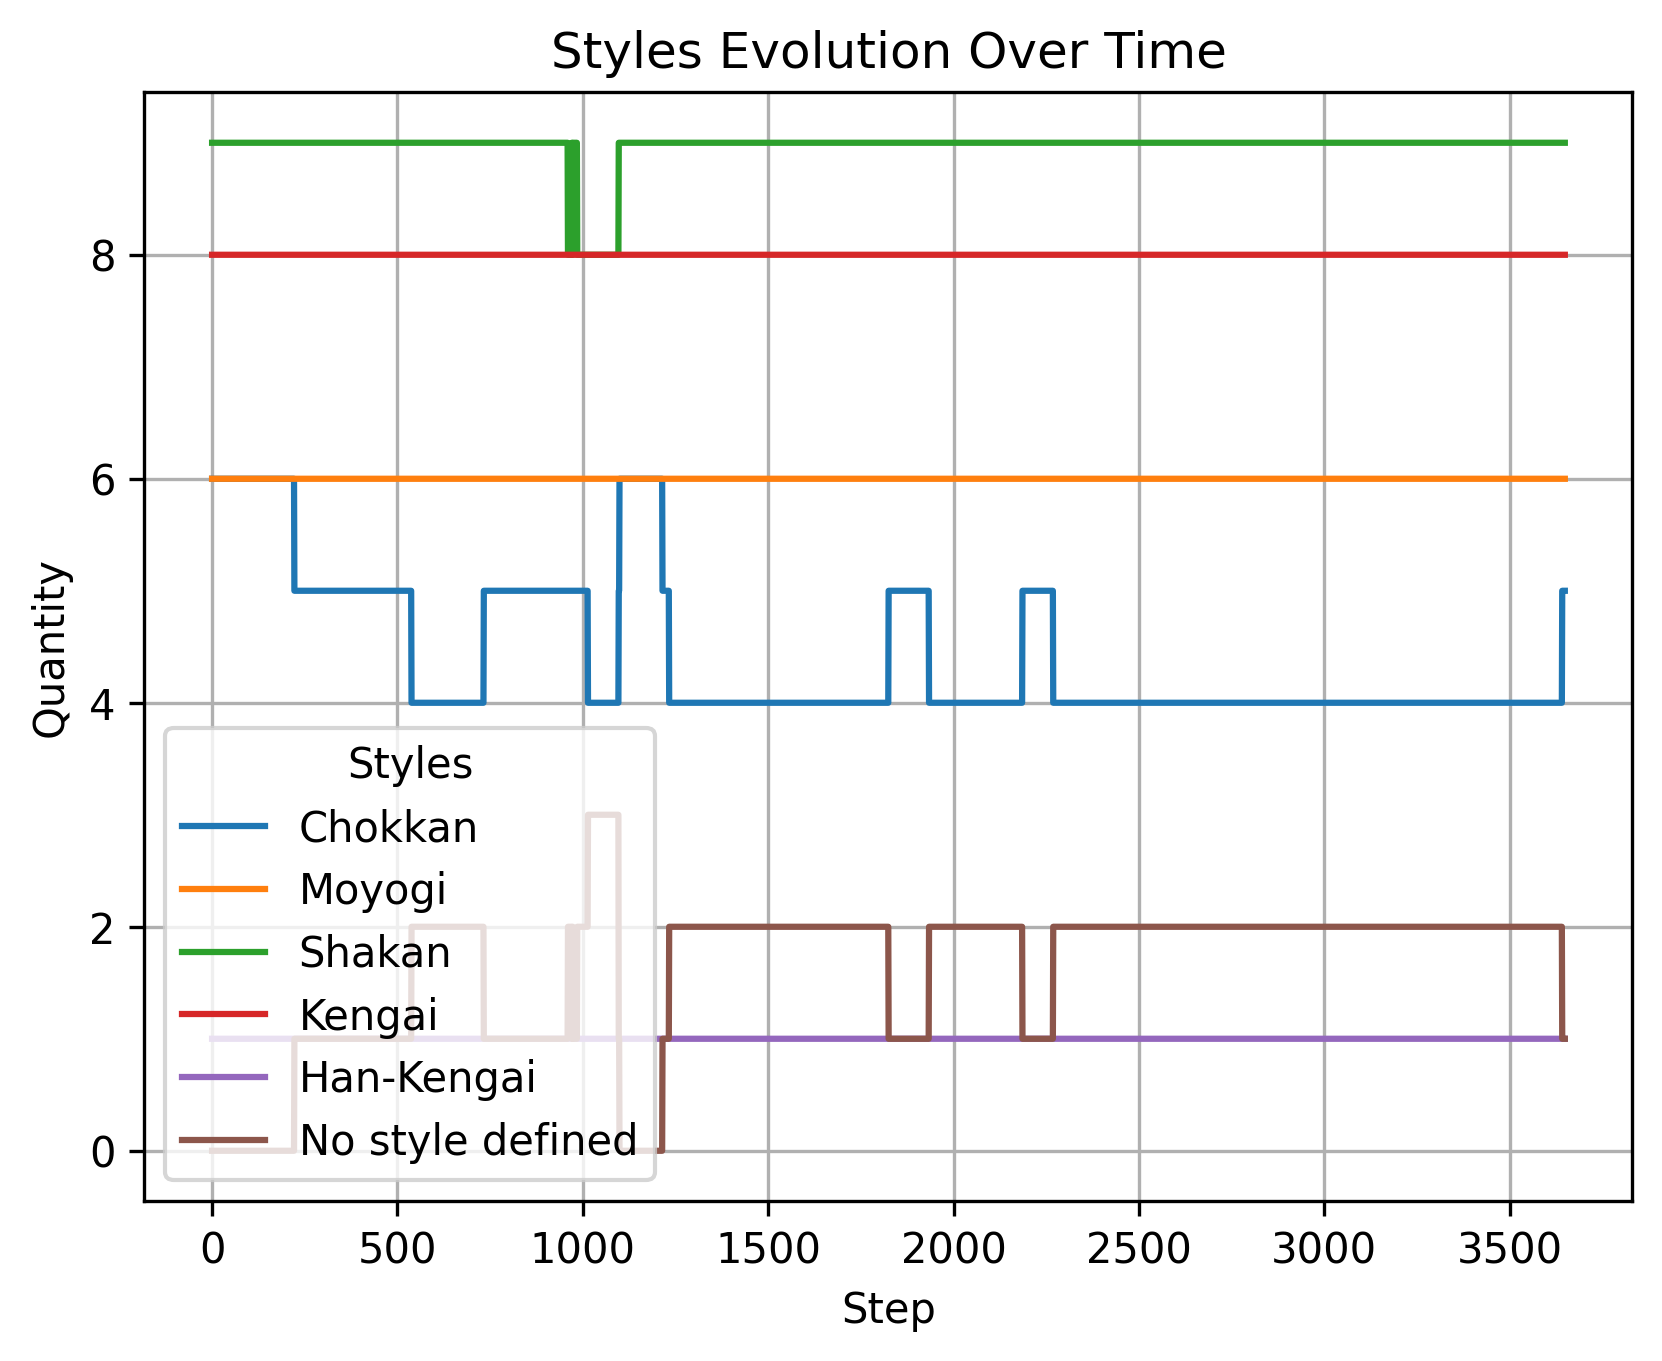 Styles Evolution Over Time
Quantity
8
6
4
2
0
Styles
Chokkan
Moyogi
Shakan
Kengai
Han-Kengai
No style defined
0 500 1000 1500 2000 2500 3000 3500
Step